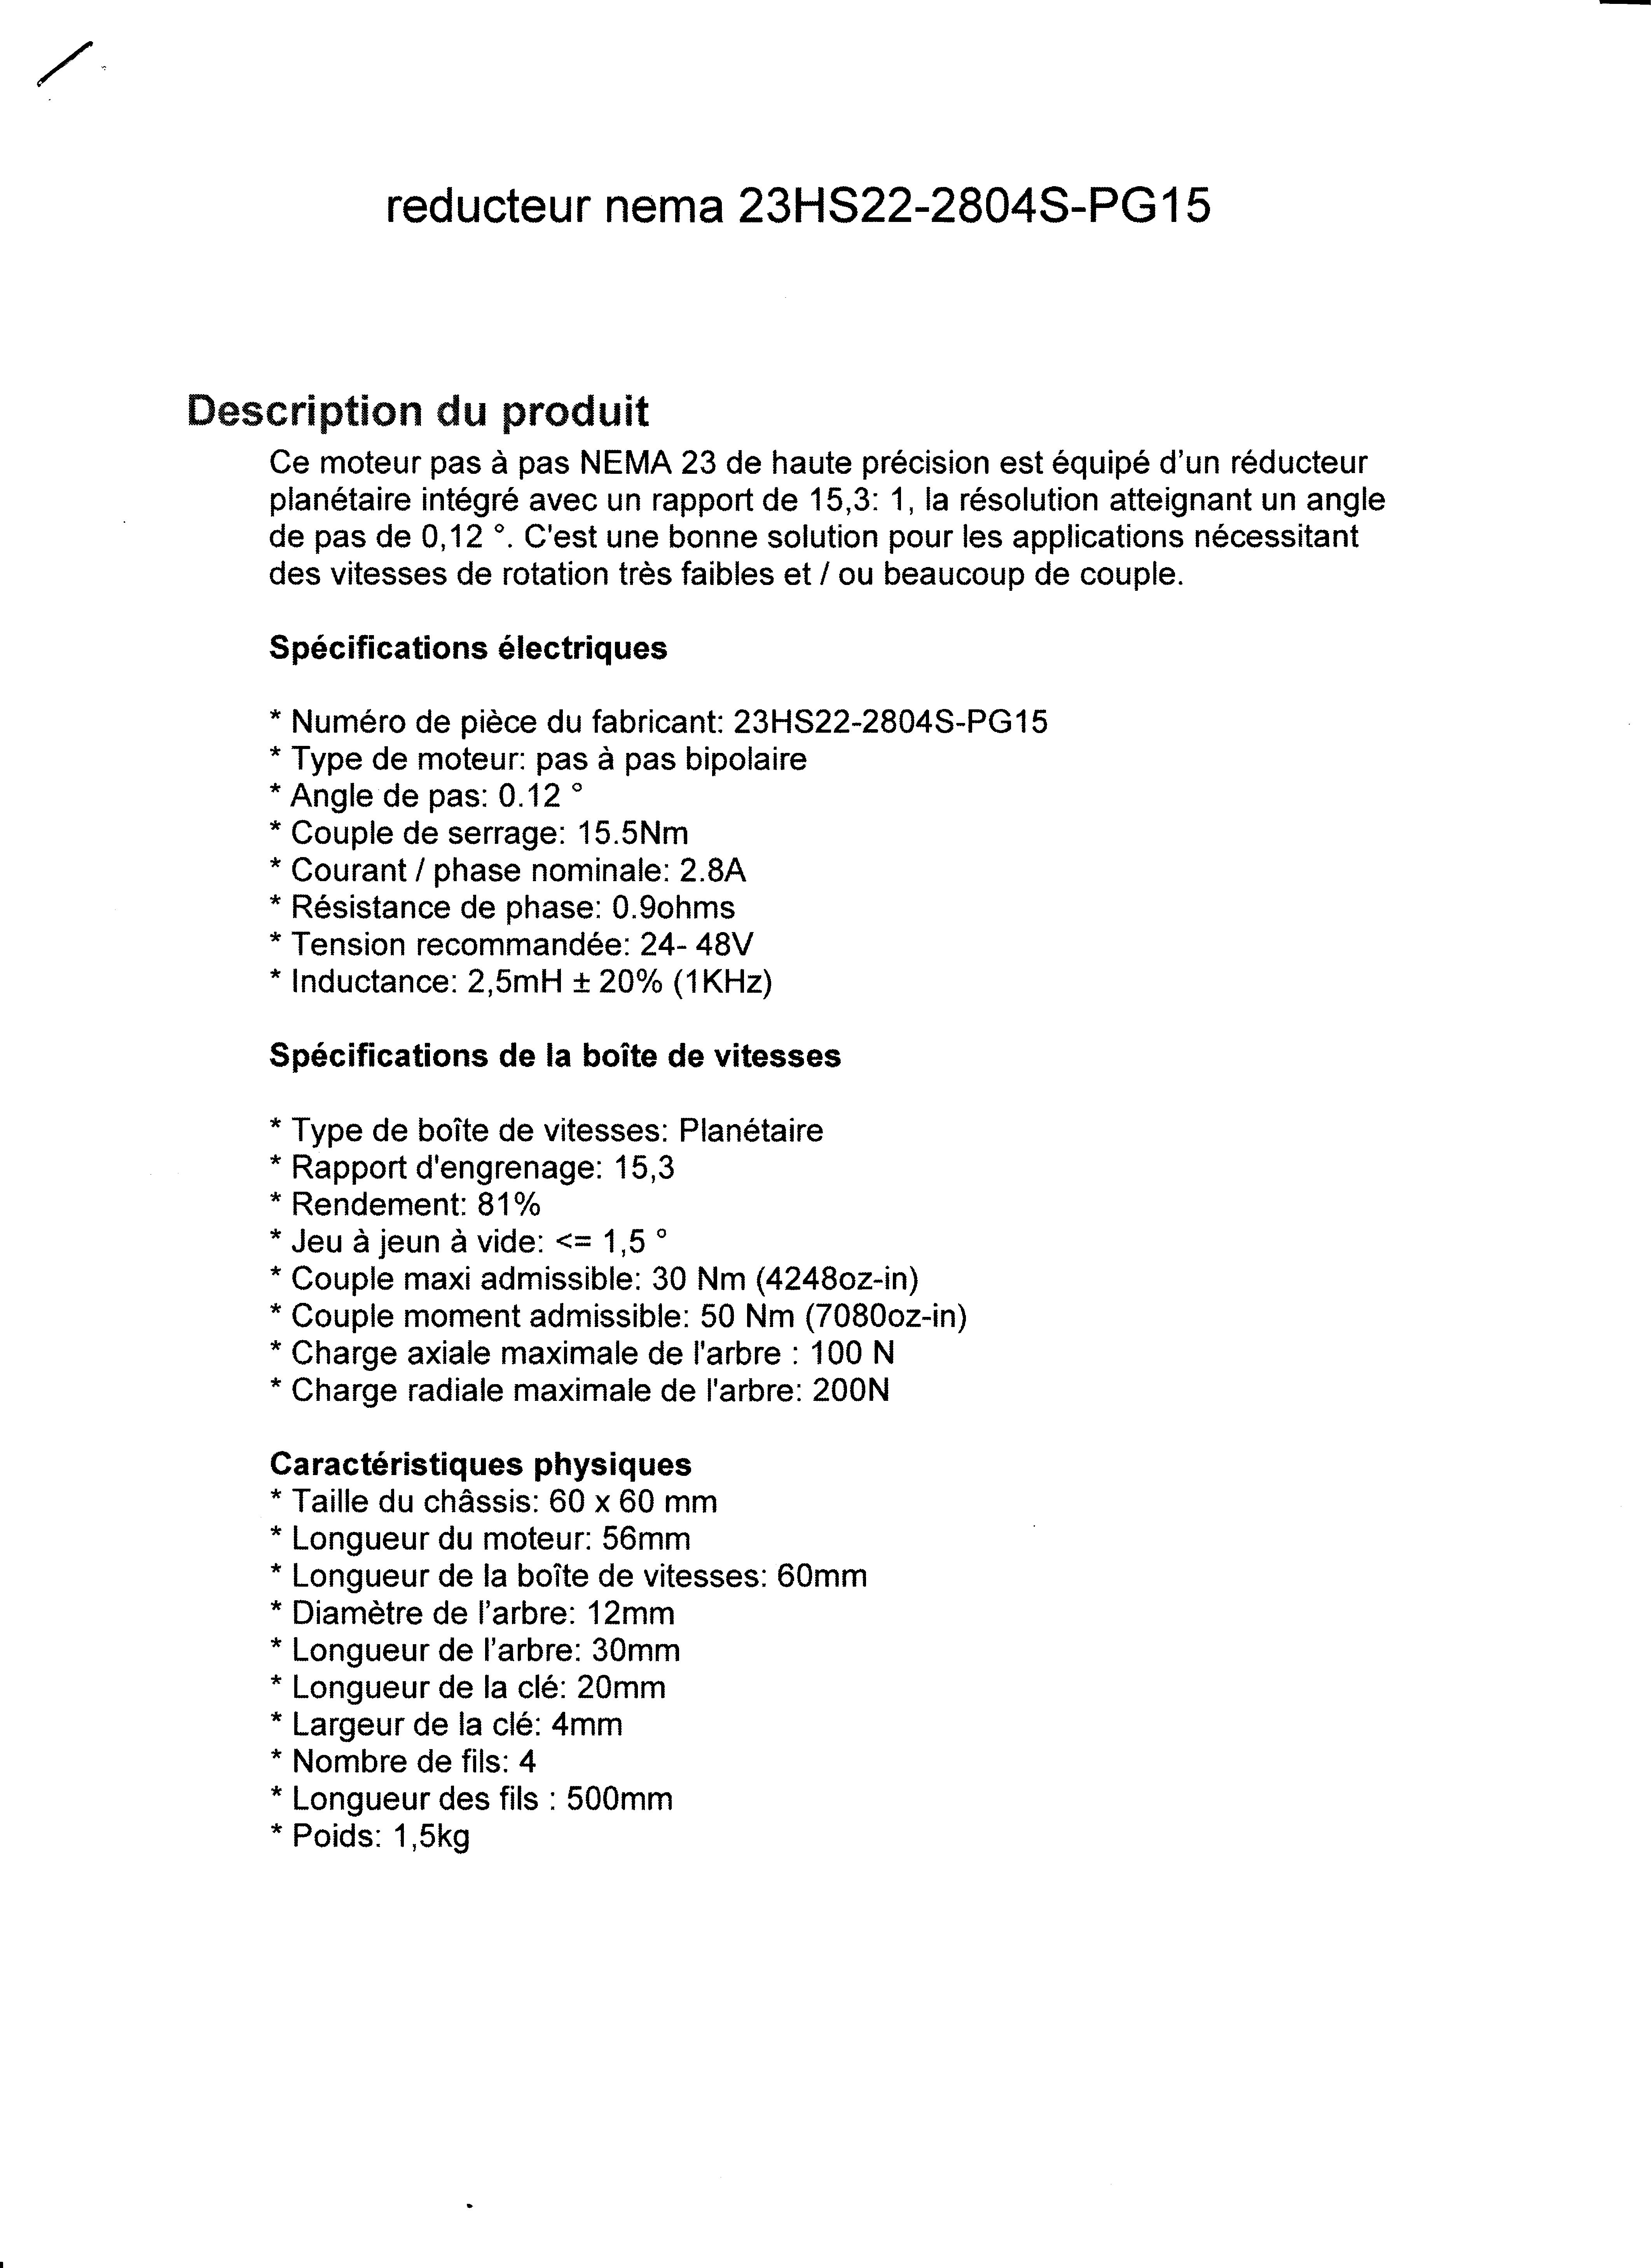 reducteur nema 23HS22-2804S-PG15
Description du produit
Ce moteur pas à pas NEMA 23 de haute précision est équipé d'un réducteur
planétaire intégré avec un rapport de 15,3: 1, la résolution atteignant un angle
de pas de 0,12 °. C'est une bonne solution pour les applications nécessitant
des vitesses de rotation très faibles et / ou beaucoup de couple.
Spécifications électriques
* Numéro de pièce du fabricant: 23HS22-2804S-PG15
* Type de moteur: pas à pas bipolaire
* Angle de pas: 0.12 °
* Couple de serrage: 15.5Nm
* Courant / phase nominale: 2.8A
* Résistance de phase: 0.9ohms
* Tension recommandée: 24- 48V
* Inductance: 2,5mH ± 20% (1KHz)
Spécifications de la boîte de vitesses
* Type de boîte de vitesses: Planétaire
* Rapport d'engrenage: 15,3
* Rendement: 81%
* Jeu à jeun à vide: <= 1,5 °
* Couple maxi admissible: 30 Nm (4248oz-in)
* Couple moment admissible: 50 Nm (7080oz-in)
* Charge axiale maximale de l'arbre : 100 N
* Charge radiale maximale de l'arbre: 200N
Caractéristiques physiques
* Taille du châssis: 60 x 60 mm
* Longueur du moteur: 56mm
* Longueur de la boîte de vitesses: 60mm
* Diamètre de l'arbre: 12mm
* Longueur de l'arbre: 30mm
* Longueur de la clé: 20mm
* Largeur de la clé: 4mm
* Nombre de fils: 4
* Longueur des fils : 500mm
* Poids: 1,5kg